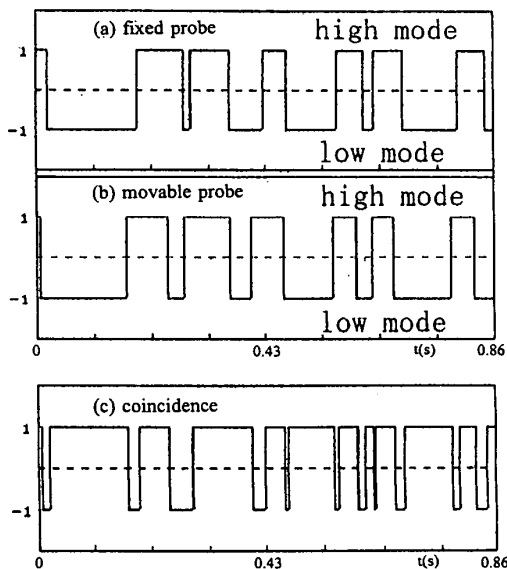 (a) fixed probe
high mode
1
-1
low mode
(b) movable probe
high mode
1
-1
low mode
0
0.43
t(s)
0.86
(c) coincidence
1
-1
0
0.43
t(s)
0.86